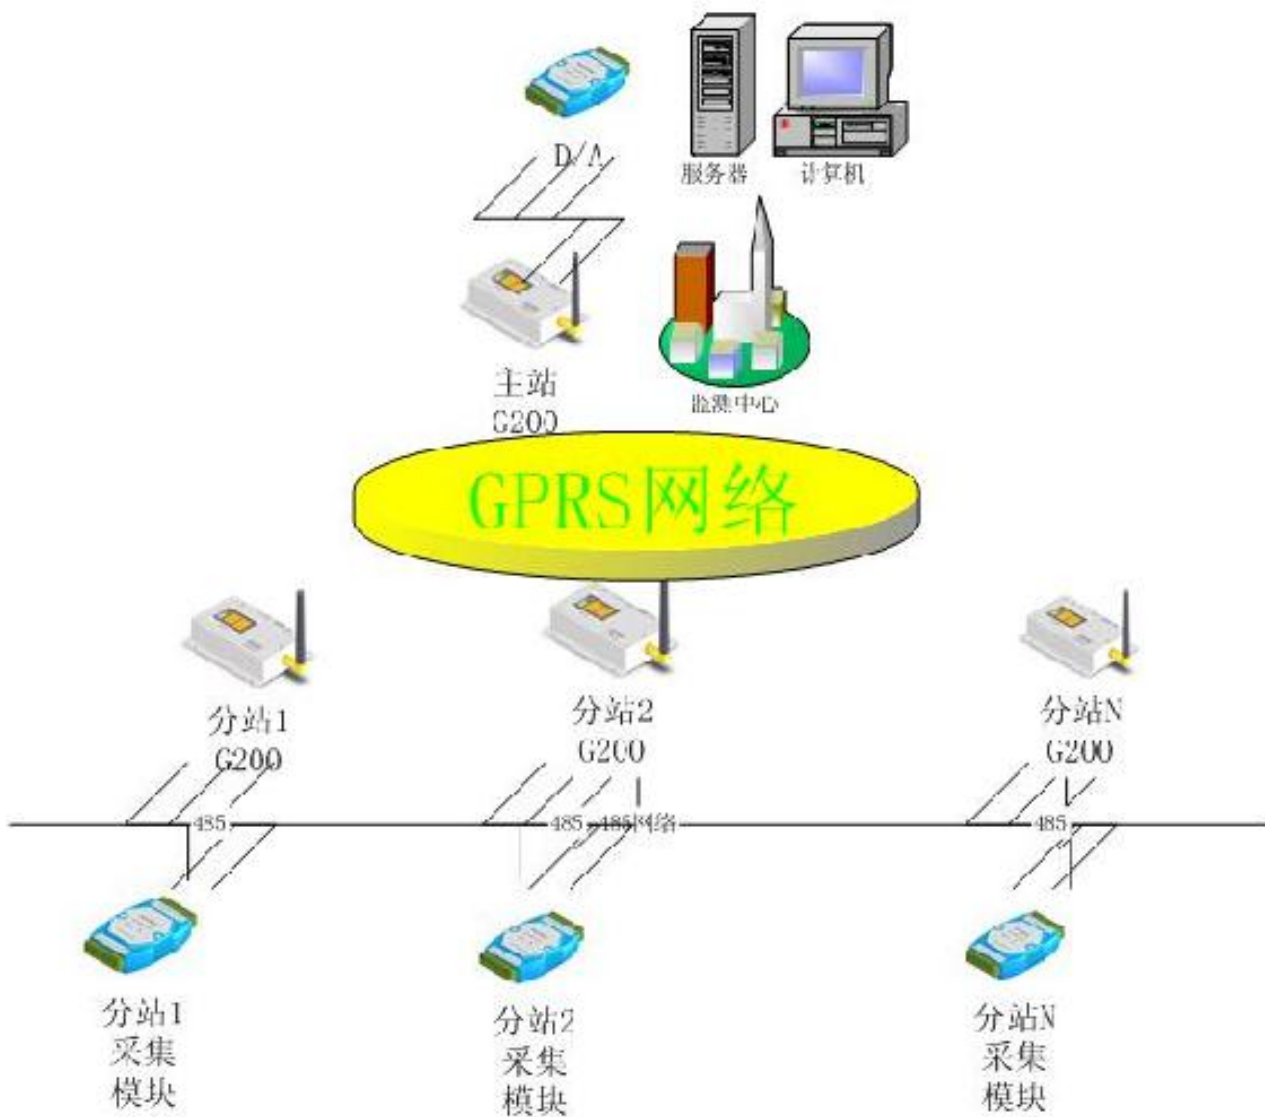 D/A
服务器
计算机
主站
G200
监测中心
GPRS网络
分站1
G200
分站2
G200
分站N
G200
485
485
485网络
485
分站1
采集
模块
分站2
采集
模块
分站N
采集
模块